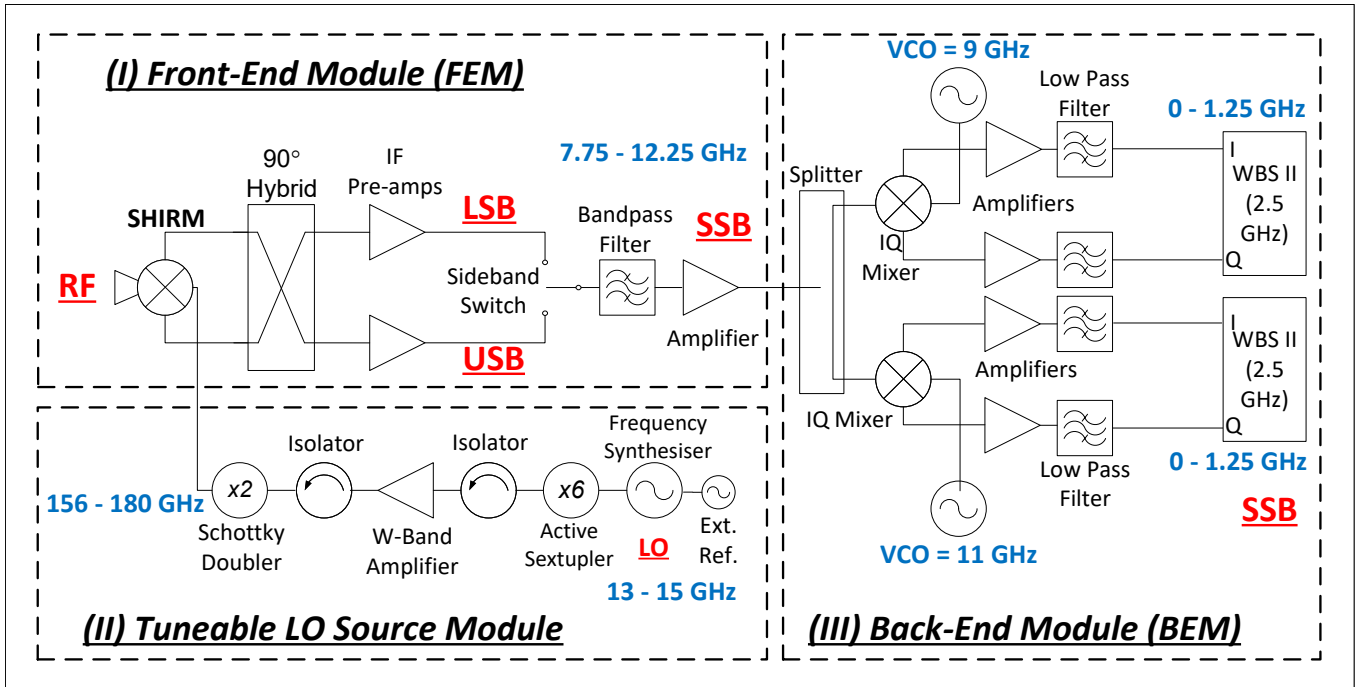 (I) Front-End Module (FEM)
90°
Hybrid
IF
Pre-amps
7.75 - 12.25 GHz
SHIRM
LSB
Bandpass
Filter
SSB
RF
Sideband
Switch
USB
Amplifier
Isolator
Isolator
Frequency
Synthesiser
156 - 180 GHz
x2
x6
Schottky
Doubler
W-Band
Amplifier
Active
Sextupler
LO
Ext.
Ref.
13 - 15 GHz
(II) Tuneable LO Source Module
VCO = 9 GHz
Low Pass
Filter
0 - 1.25 GHz
Splitter
I
WBS II
(2.5
GHz)
Q
Amplifiers
IQ
Mixer
I
WBS II
(2.5
GHz)
Q
Amplifiers
IQ Mixer
Low Pass
Filter
0 - 1.25 GHz
SSB
VCO = 11 GHz
(III) Back-End Module (BEM)